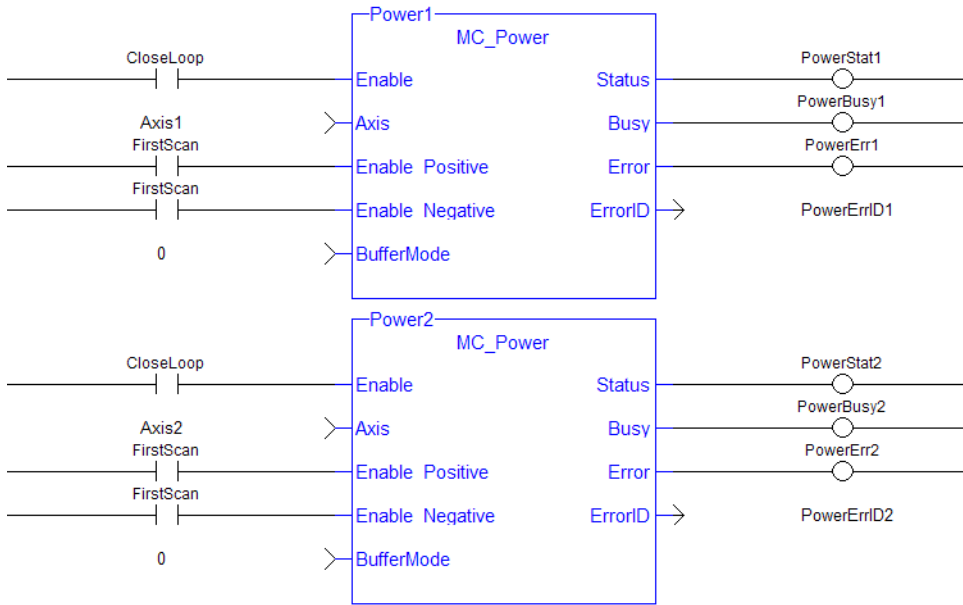 Power1
MC_Power
CloseLoop
Enable
Status
PowerStat1
Axis1
Axis
Busy
PowerBusy1
FirstScan
Enable Positive
Error
PowerErr1
FirstScan
Enable Negative
ErrorID
PowerErrID1
0
BufferMode
Power2
MC_Power
CloseLoop
Enable
Status
PowerStat2
Axis2
Axis
Busy
PowerBusy2
FirstScan
Enable Positive
Error
PowerErr2
FirstScan
Enable Negative
ErrorID
PowerErrID2
0
BufferMode